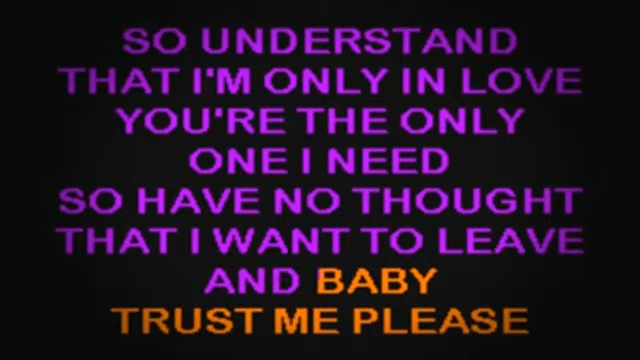 SO UNDERSTAND
THAT I'M ONLY IN LOVE
YOU'RE THE ONLY
ONE I NEED
SO HAVE NO THOUGHT
THAT I WANT TO LEAVE
AND BABY
TRUST ME PLEASE